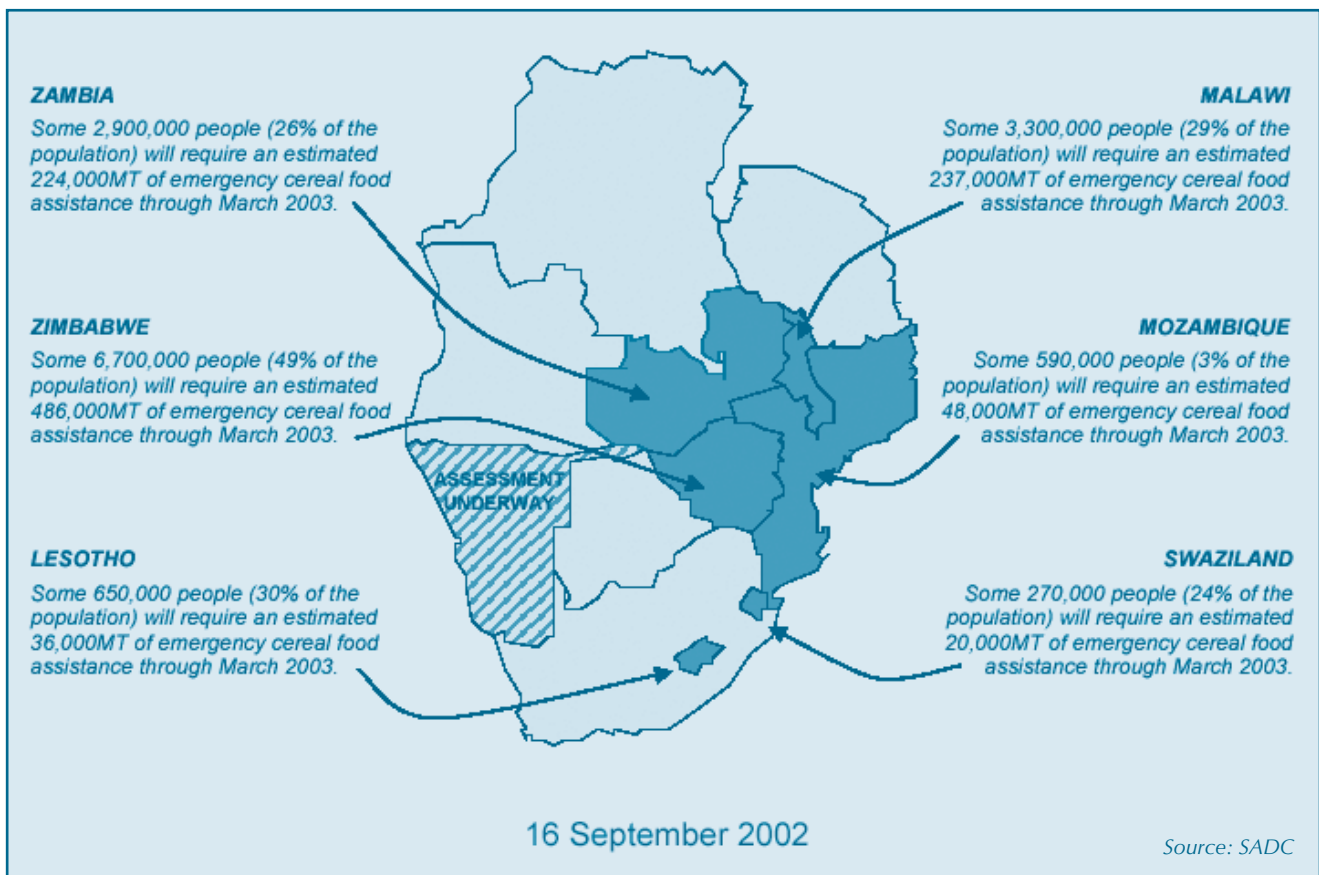 ZAMBIA
Some 2,900,000 people (26% of the
population) will require an estimated
224,000MT of emergency cereal food
assistance through March 2003.
ZIMBABWE
Some 6,700,000 people (49% of the
population) will require an estimated
486,000MT of emergency cereal food
assistance through March 2003.
LESOTHO
Some 650,000 people (30% of the
population) will require an estimated
36,000MT of emergency cereal food
assistance through March 2003.
ASSESSMENT
UNDERWAY
MALAWI
Some 3,300,000 people (29% of the
population) will require an estimated
237,000MT of emergency cereal food
assistance through March 2003.
MOZAMBIQUE
Some 590,000 people (3% of the
population) will require an estimated
48,000MT of emergency cereal food
assistance through March 2003.
SWAZILAND
Some 270,000 people (24% of the
population) will require an estimated
20,000MT of emergency cereal food
assistance through March 2003.
16 September 2002
Source: SADC